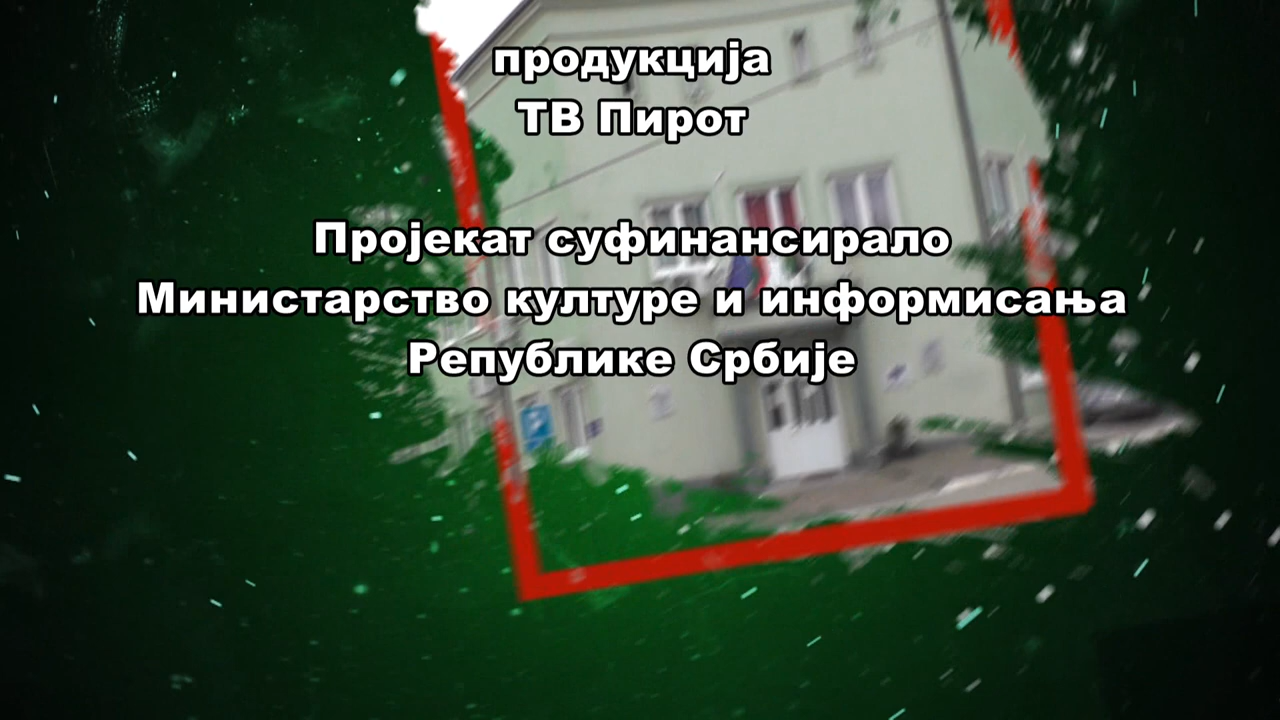 продукција
ТВ Пирот
Пројекат суфинансирало
Министарство културе и информисања
Републике Србије